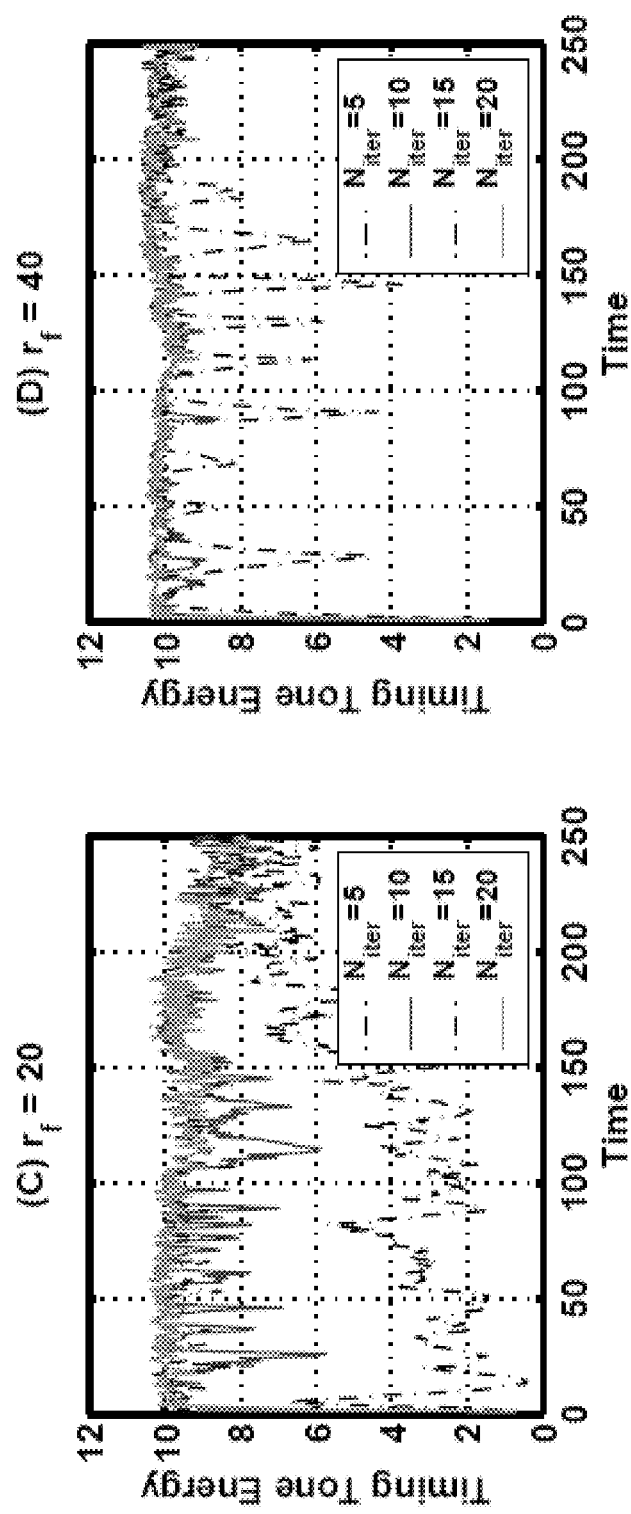 (C) r_f = 20
Timing Tone Energy
12
10
8
6
4
2
0
0 50 100 150 200 250
Time
N_iter=5
N_iter=10
N_iter=15
N_iter=20
(D) r_f = 40
Timing Tone Energy
12
10
8
6
4
2
0
0 50 100 150 200 250
Time
N_iter=5
N_iter=10
N_iter=15
N_iter=20